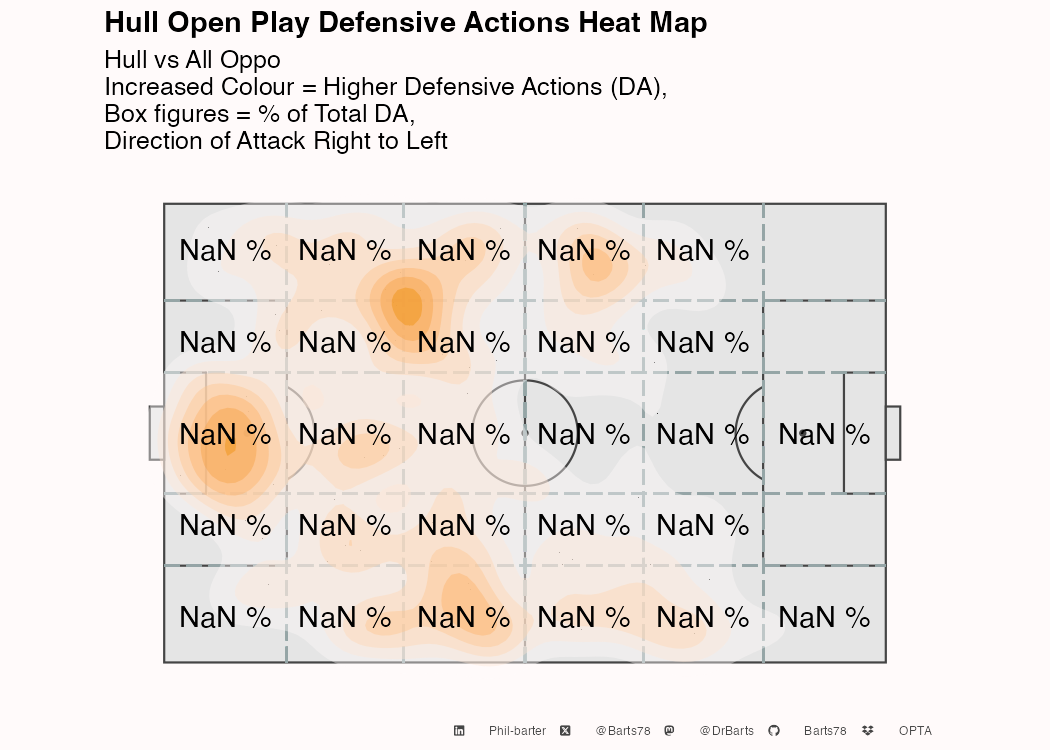 Hull Open Play Defensive Actions Heat Map
Hull vs All Oppo
Increased Colour = Higher Defensive Actions (DA),
Box figures = % of Total DA,
Direction of Attack Right to Left
NaN % NaN % NaN % NaN % NaN %
NaN % NaN % NaN % NaN % NaN %
NaN % NaN % NaN % NaN % NaN % NaN %
NaN % NaN % NaN % NaN % NaN %
NaN % NaN % NaN % NaN % NaN % NaN %
Phil-barter @Barts78 @DrBarts Barts78 OPTA